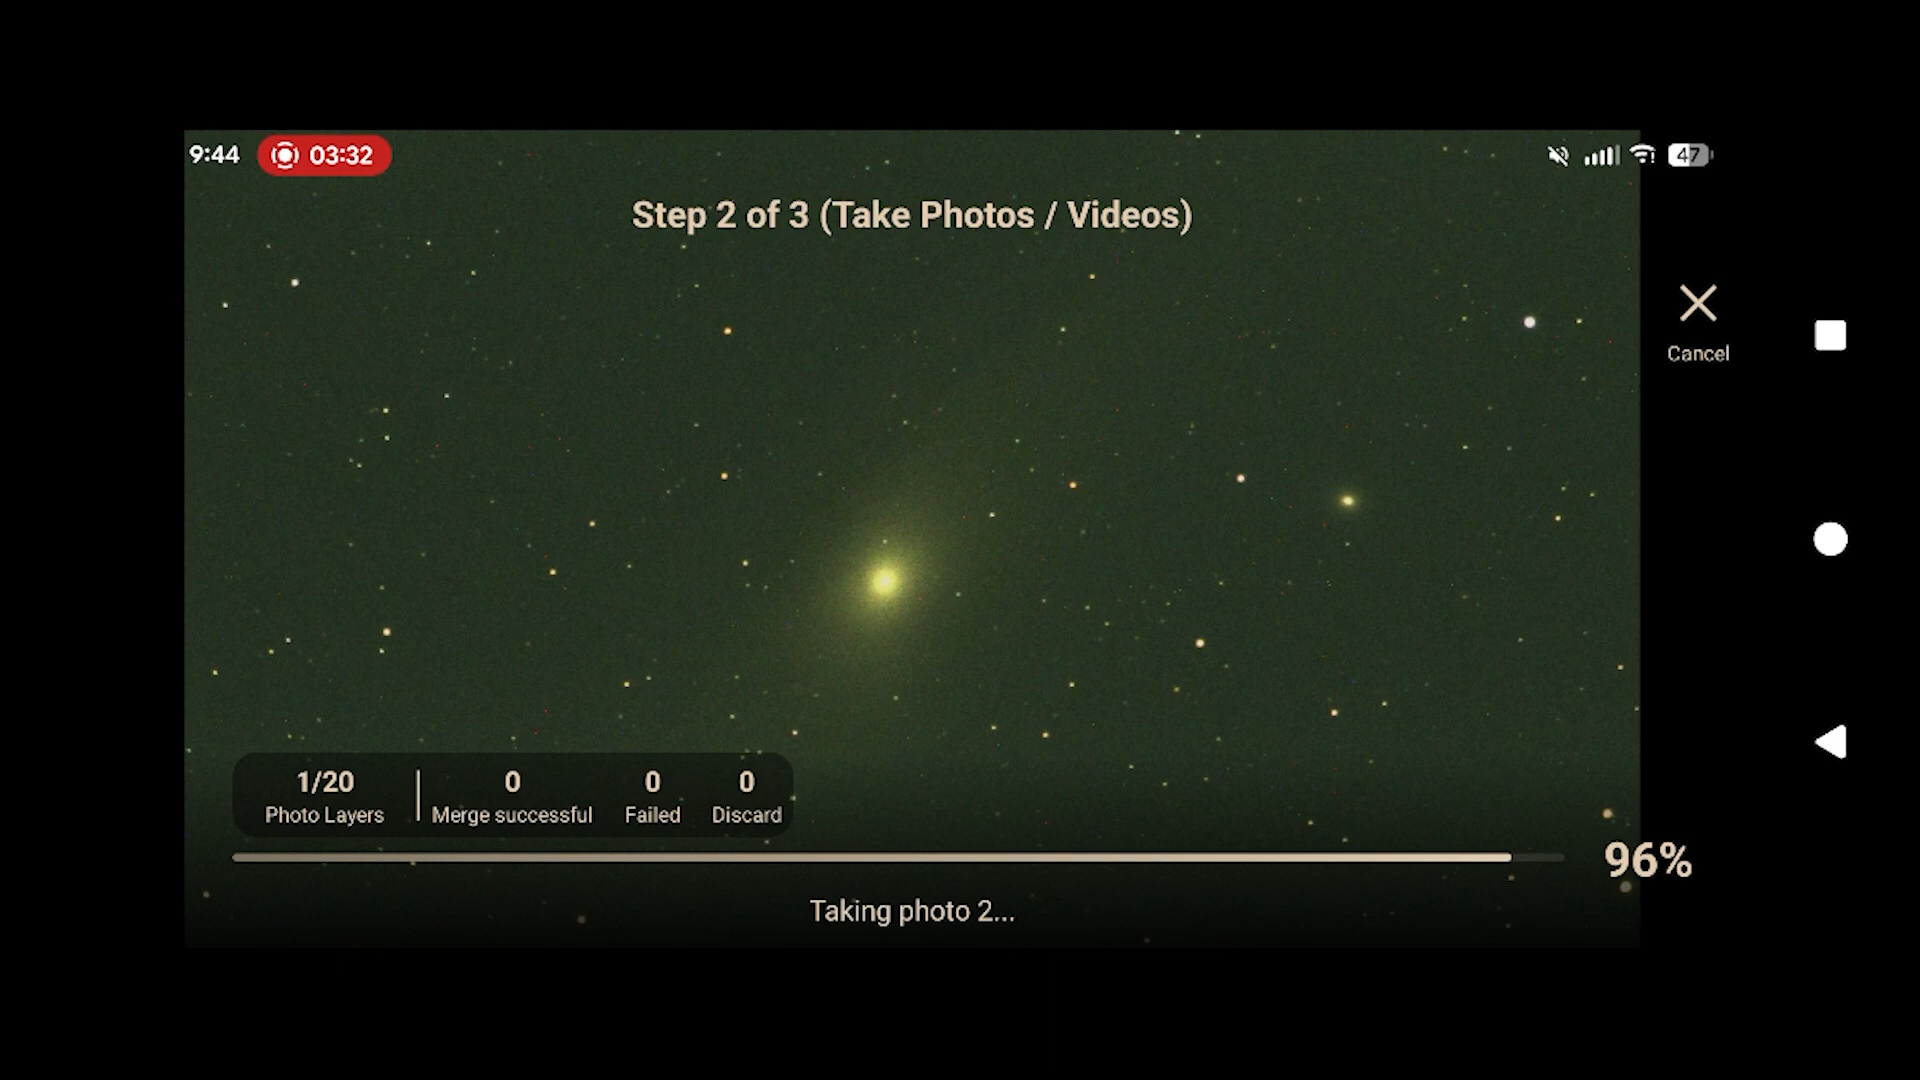 9:44
03:32
47
Step 2 of 3 (Take Photos / Videos)
Cancel
1/20
Photo Layers
0
Merge successful
0
Failed
0
Discard
96%
Taking photo 2...